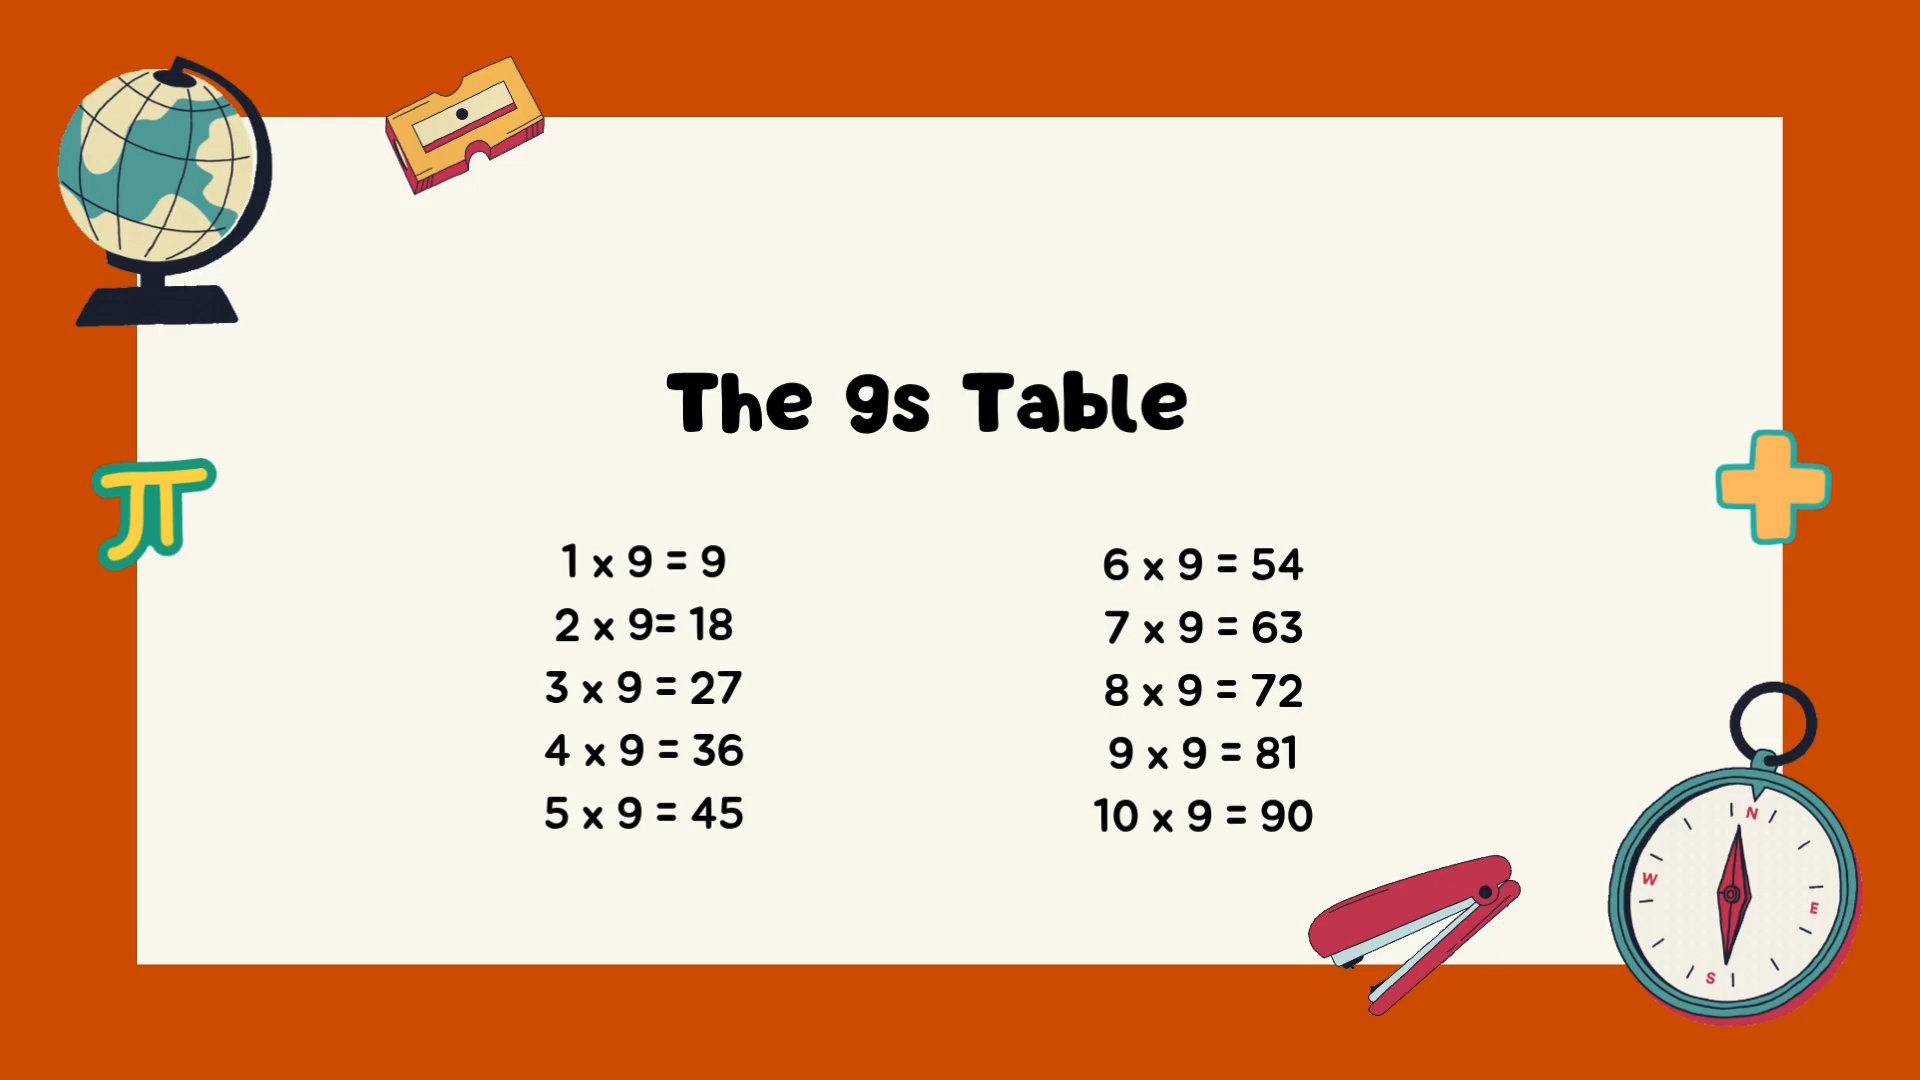 The 9s Table
1 x 9 = 9
2 x 9= 18
3 x 9 = 27
4 x 9 = 36
5 x 9 = 45
6 x 9 = 54
7 x 9 = 63
8 x 9 = 72
9 x 9 = 81
10 x 9 = 90
π
N
W
E
S